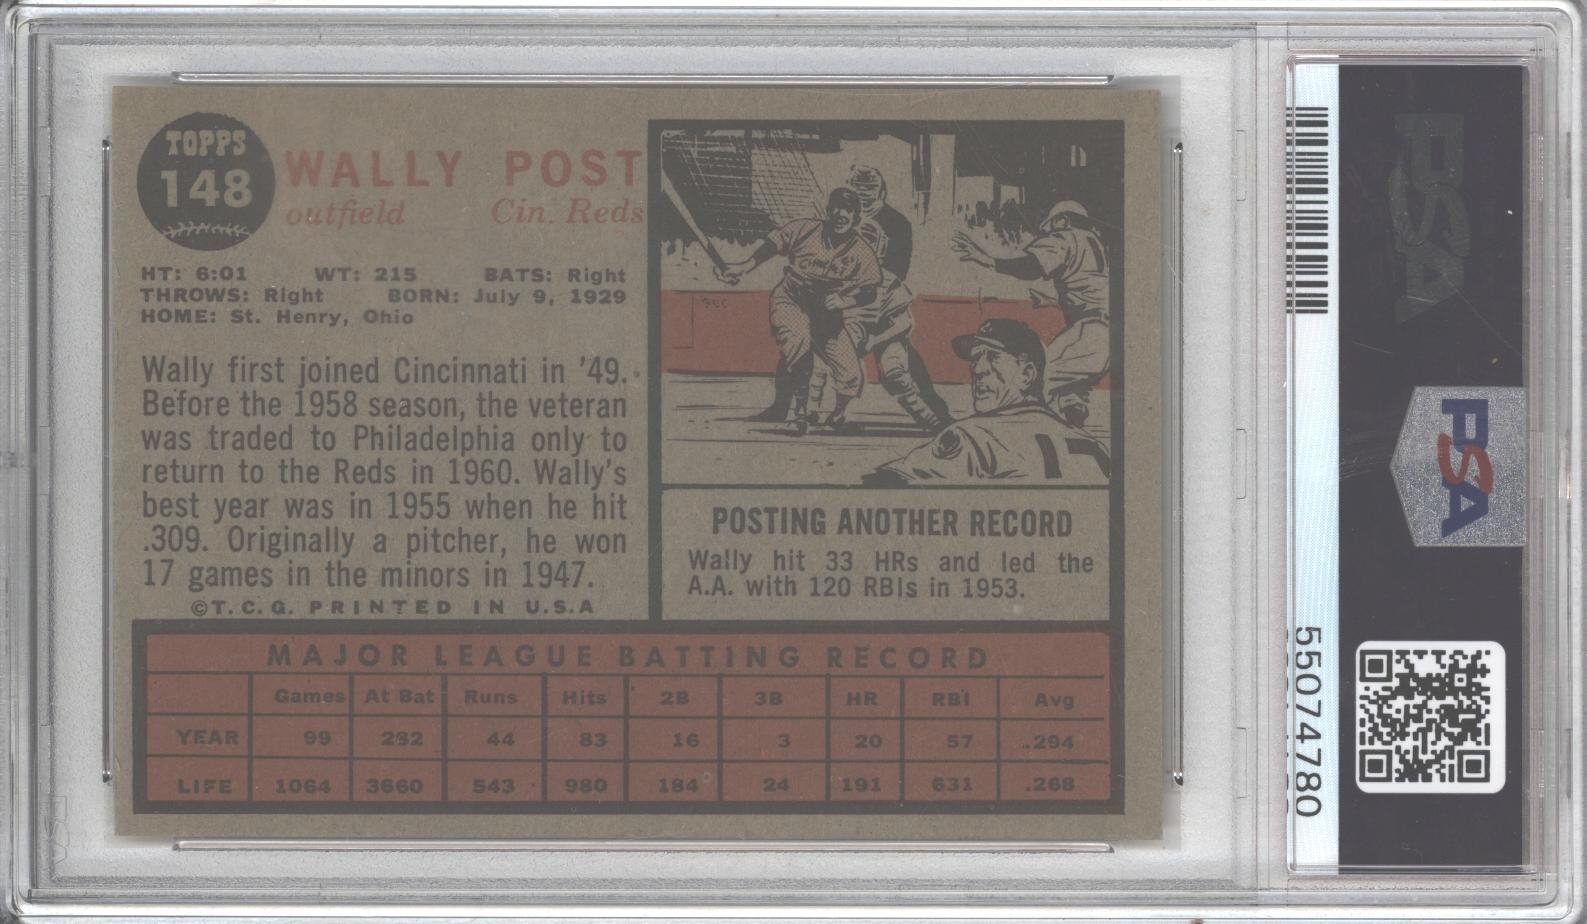 TOPPS
148
WALLY POST
outfield Cin. Reds
HT: 6:01 WT: 215 BATS: Right
THROWS: Right BORN: July 9, 1929
HOME: St. Henry, Ohio
Wally first joined Cincinnati in '49.
Before the 1958 season, the veteran
was traded to Philadelphia only to
return to the Reds in 1960. Wally's
best year was in 1955 when he hit
.309. Originally a pitcher, he won
17 games in the minors in 1947.
©T.C.G. PRINTED IN U.S.A
17
POSTING ANOTHER RECORD
Wally hit 33 HRs and led the
A.A. with 120 RBIs in 1953.
MAJOR LEAGUE BATTING RECORD
Games At Bat Runs Hits 2B 3B HR RBI Avg
YEAR 99 282 44 83 16 3 20 57 .294
LIFE 1064 3660 543 980 184 24 191 631 .268
PSA
PSA
55074780